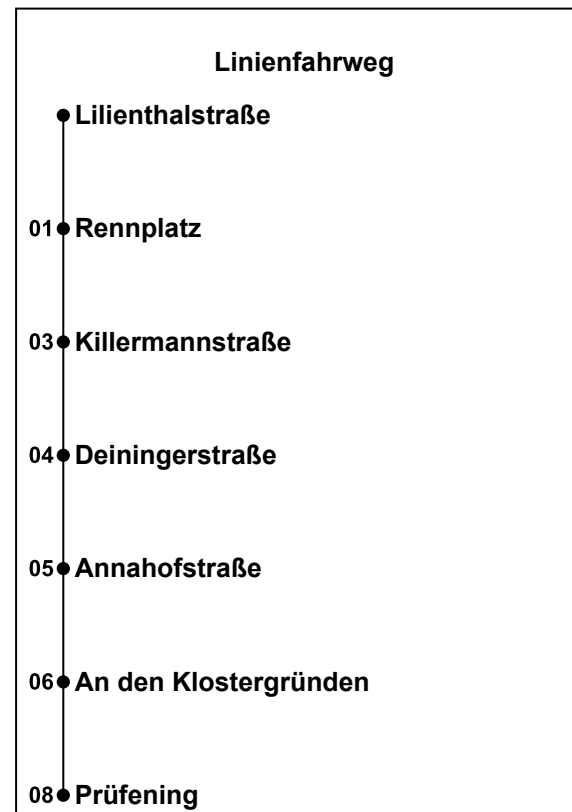 Linienfahrweg
Lilienthalstraße
01 Rennplatz
03 Killermannstraße
04 Deiningerstraße
05 Annahofstraße
06 An den Klostergründen
08 Prüfening